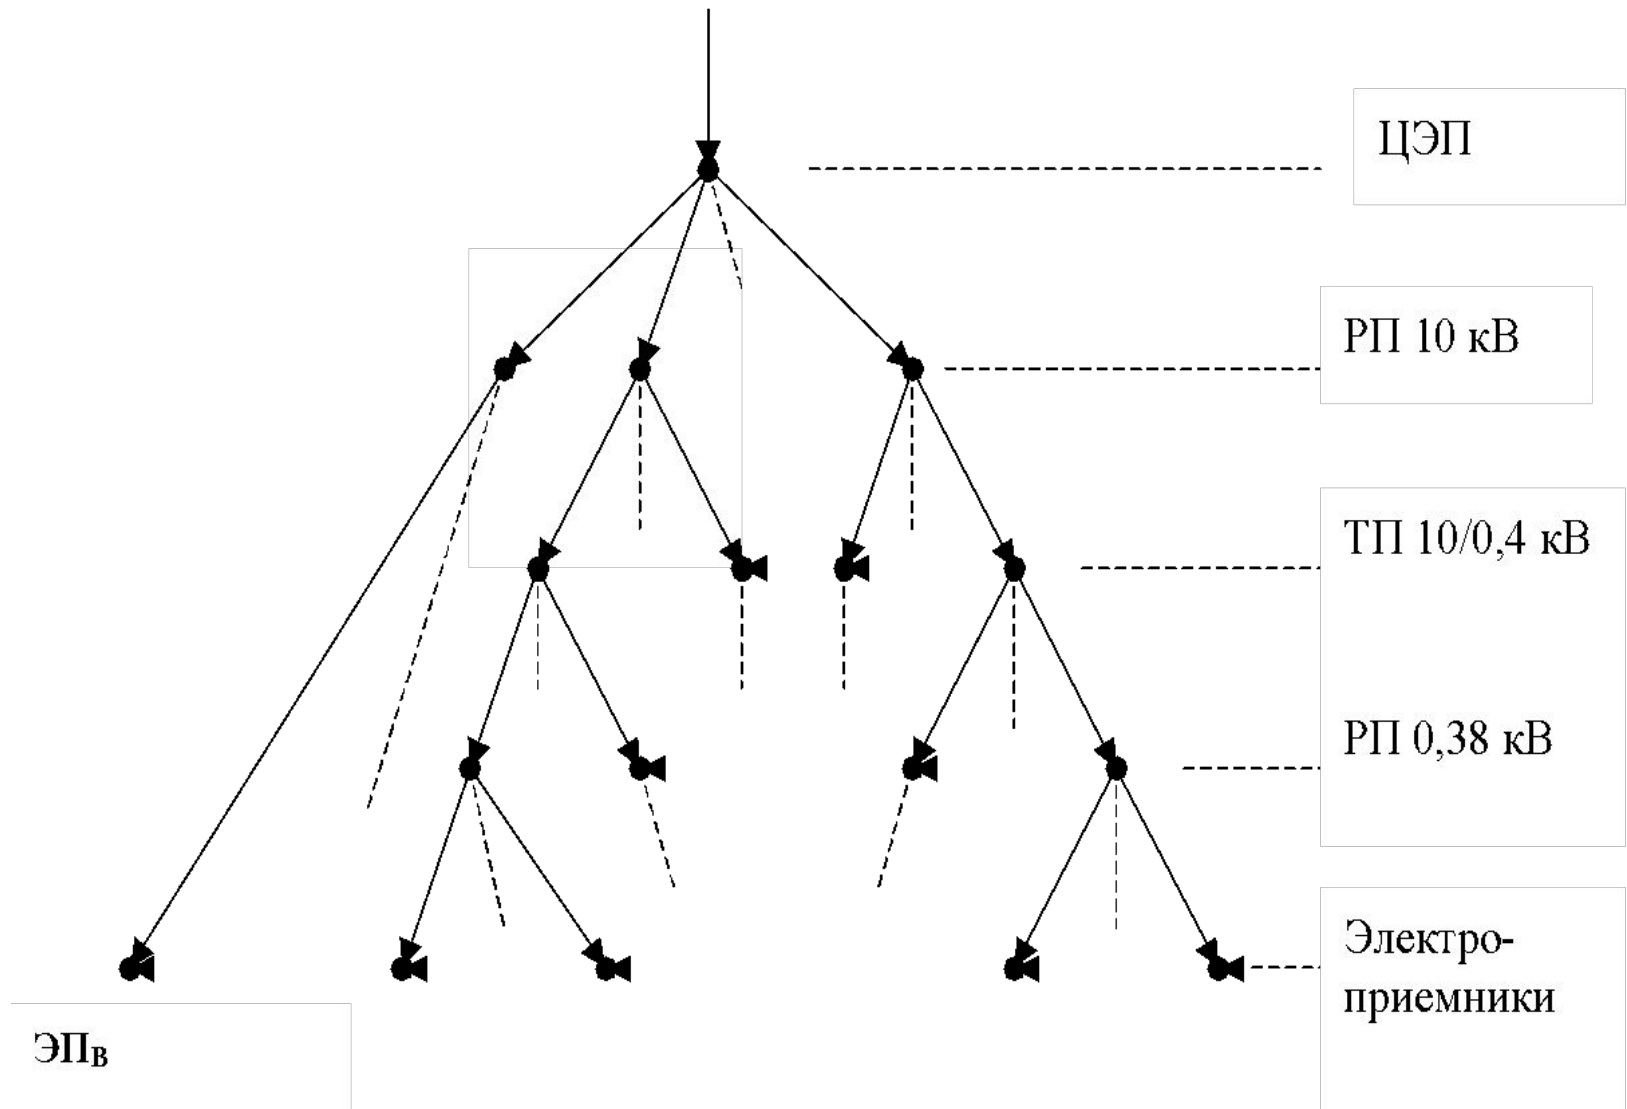 ЦЭП
РП 10 кВ
ТП 10/0,4 кВ
РП 0,38 кВ
Электро-
приемники
ЭПВ